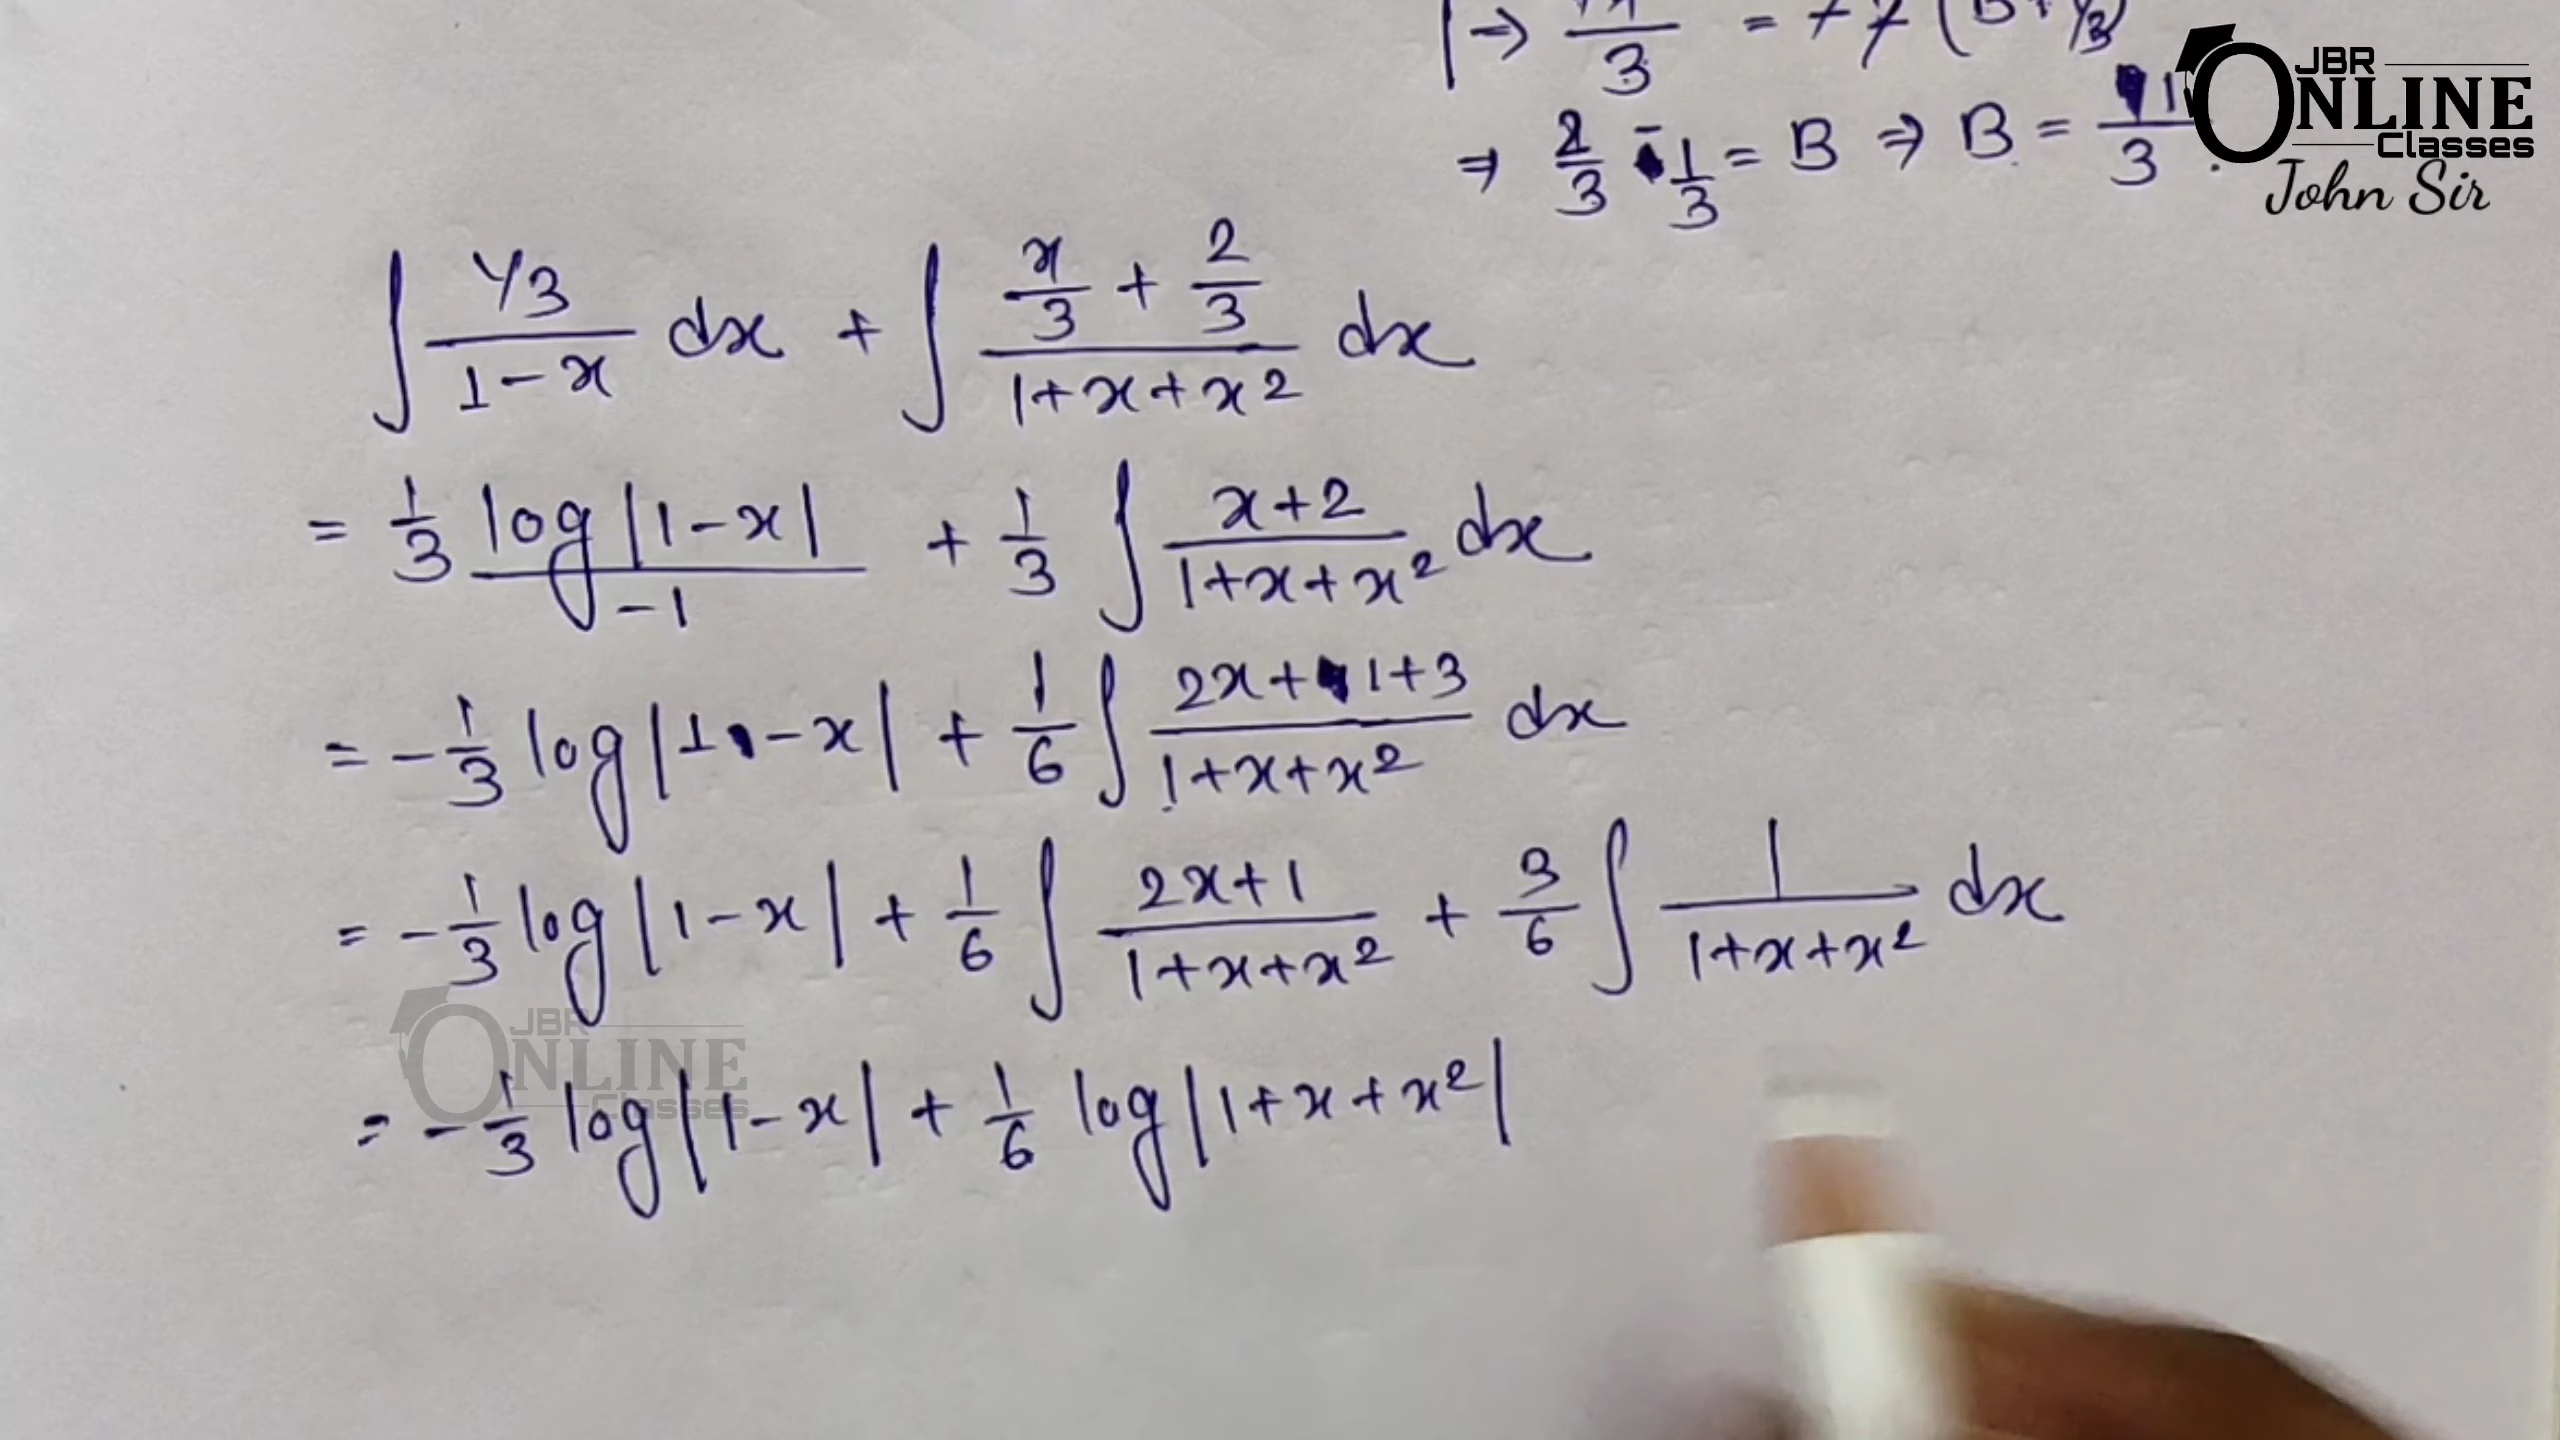 ⇒ /3 = (B+1/3)
⇒ 2/3 - 1/3 = B ⇒ B = 1/3.
JBR
ONLINE
Classes
John Sir
∫ (1/3)/(1-x) dx + ∫ (x/3 + 2/3)/(1+x+x²) dx
= 1/3 log|1-x|/-1 + 1/3 ∫ (x+2)/(1+x+x²) dx
= -1/3 log|1-x| + 1/6 ∫ (2x+1+3)/(1+x+x²) dx
= -1/3 log|1-x| + 1/6 ∫ (2x+1)/(1+x+x²) + 3/6 ∫ 1/(1+x+x²) dx
JBR
ONLINE
Classes
= -1/3 log|1-x| + 1/6 log|1+x+x²|